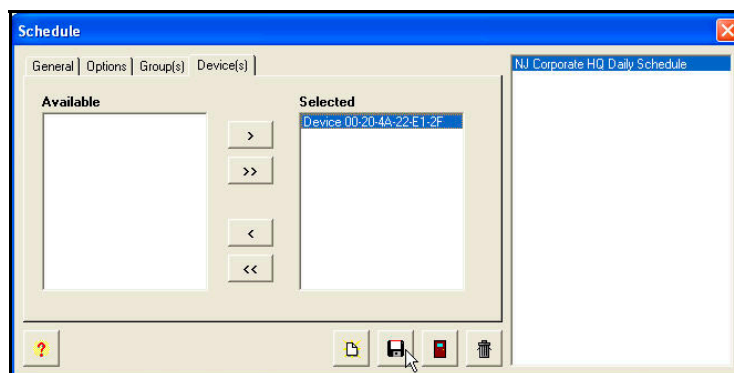 Schedule
General Options Group(s) Device(s)
NJ Corporate HQ Daily Schedule
Available Selected
Device 00-20-4A-22-E1-2F
>
>>
<
<<
?